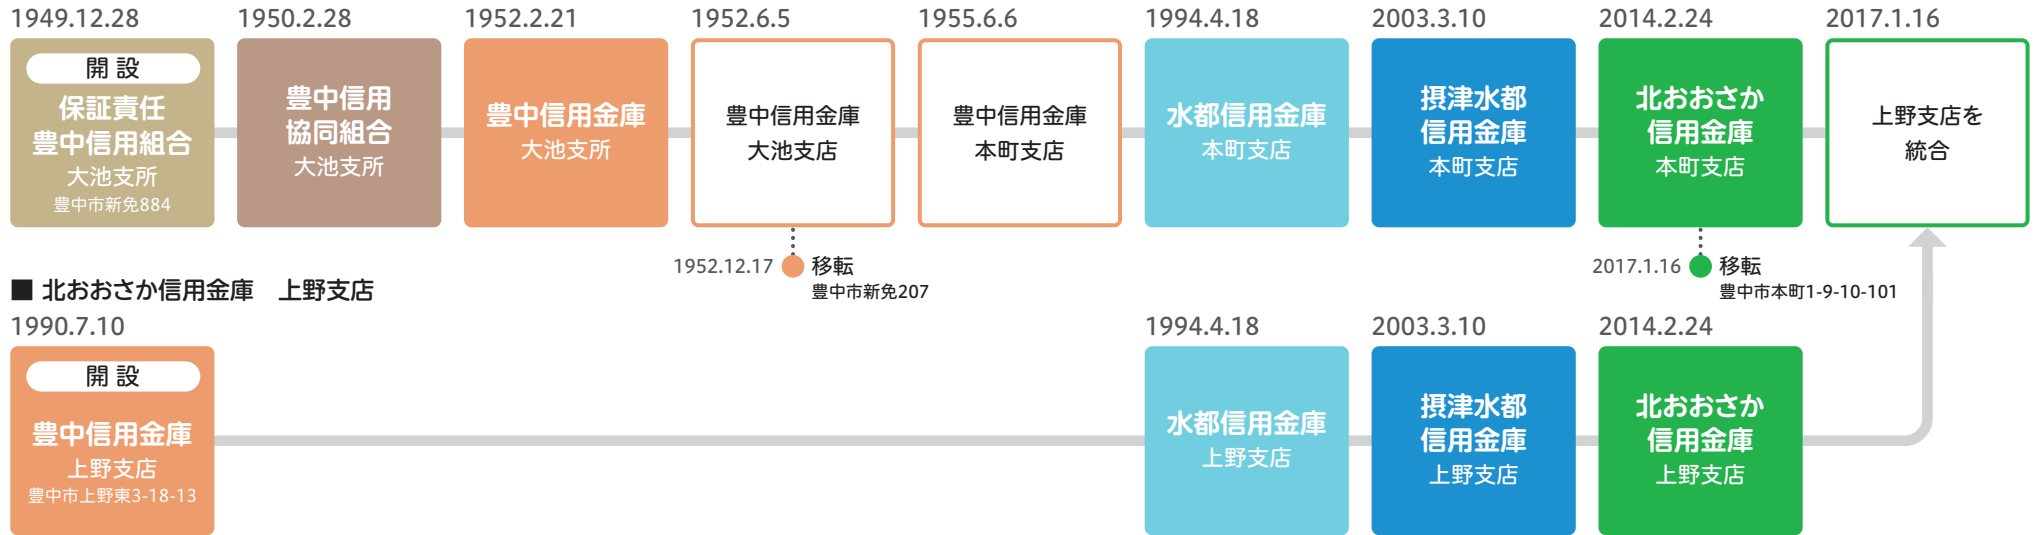 1949.12.28
開設
保証責任
豊中信用組合
大池支所
豊中市新免884
1950.2.28
豊中信用
協同組合
大池支所
1952.2.21
豊中信用金庫
大池支所
1952.6.5
豊中信用金庫
大池支店
1952.12.17 移転
豊中市新免207
1955.6.6
豊中信用金庫
本町支店
1994.4.18
水都信用金庫
本町支店
2003.3.10
摂津水都
信用金庫
本町支店
2014.2.24
北おおさか
信用金庫
本町支店
2017.1.16 移転
豊中市本町1-9-10-101
2017.1.16
上野支店を
統合
■ 北おおさか信用金庫 上野支店
1990.7.10
開設
豊中信用金庫
上野支店
豊中市上野東3-18-13
1994.4.18
水都信用金庫
上野支店
2003.3.10
摂津水都
信用金庫
上野支店
2014.2.24
北おおさか
信用金庫
上野支店